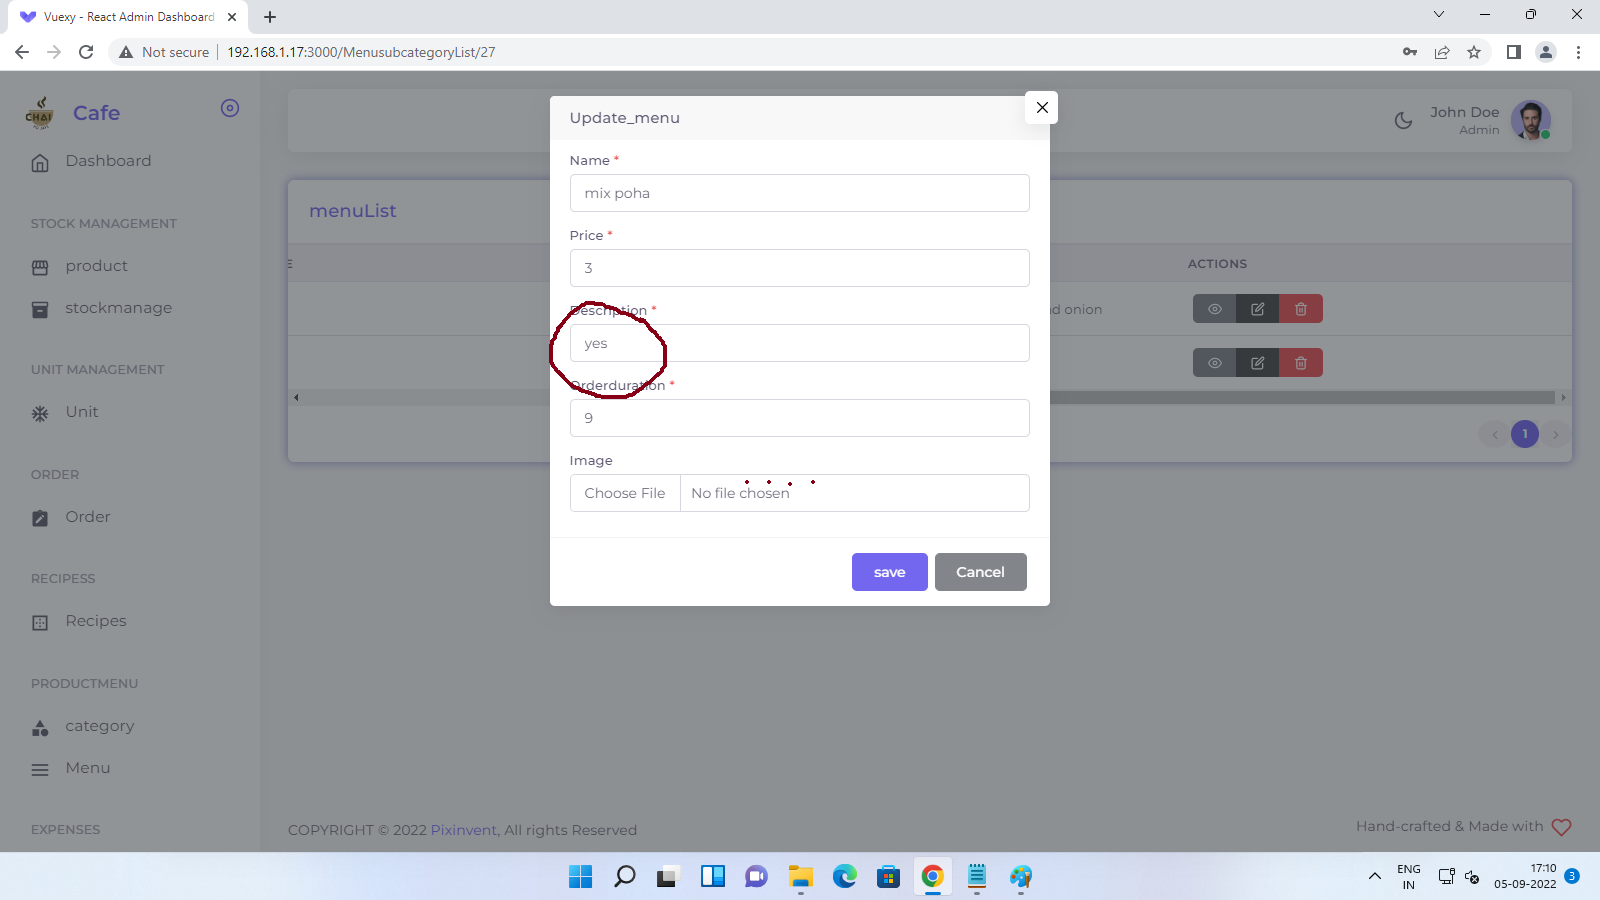 Vuexy - React Admin Dashboard
Not secure 192.168.1.17:3000/MenusubcategoryList/27
CHAI
Cafe
Dashboard
STOCK MANAGEMENT
product
stockmanage
UNIT MANAGEMENT
Unit
ORDER
Order
RECIPESS
Recipes
PRODUCTMENU
category
Menu
EXPENSES
John Doe
Admin
menuList
E
ACTIONS
d onion
1
Update_menu
Name *
mix poha
Price *
3
Description *
yes
Orderduration *
9
Image
Choose File No file chosen
save Cancel
COPYRIGHT © 2022 Pixinvent, All rights Reserved
Hand-crafted & Made with
ENG
IN
17:10
05-09-2022
3